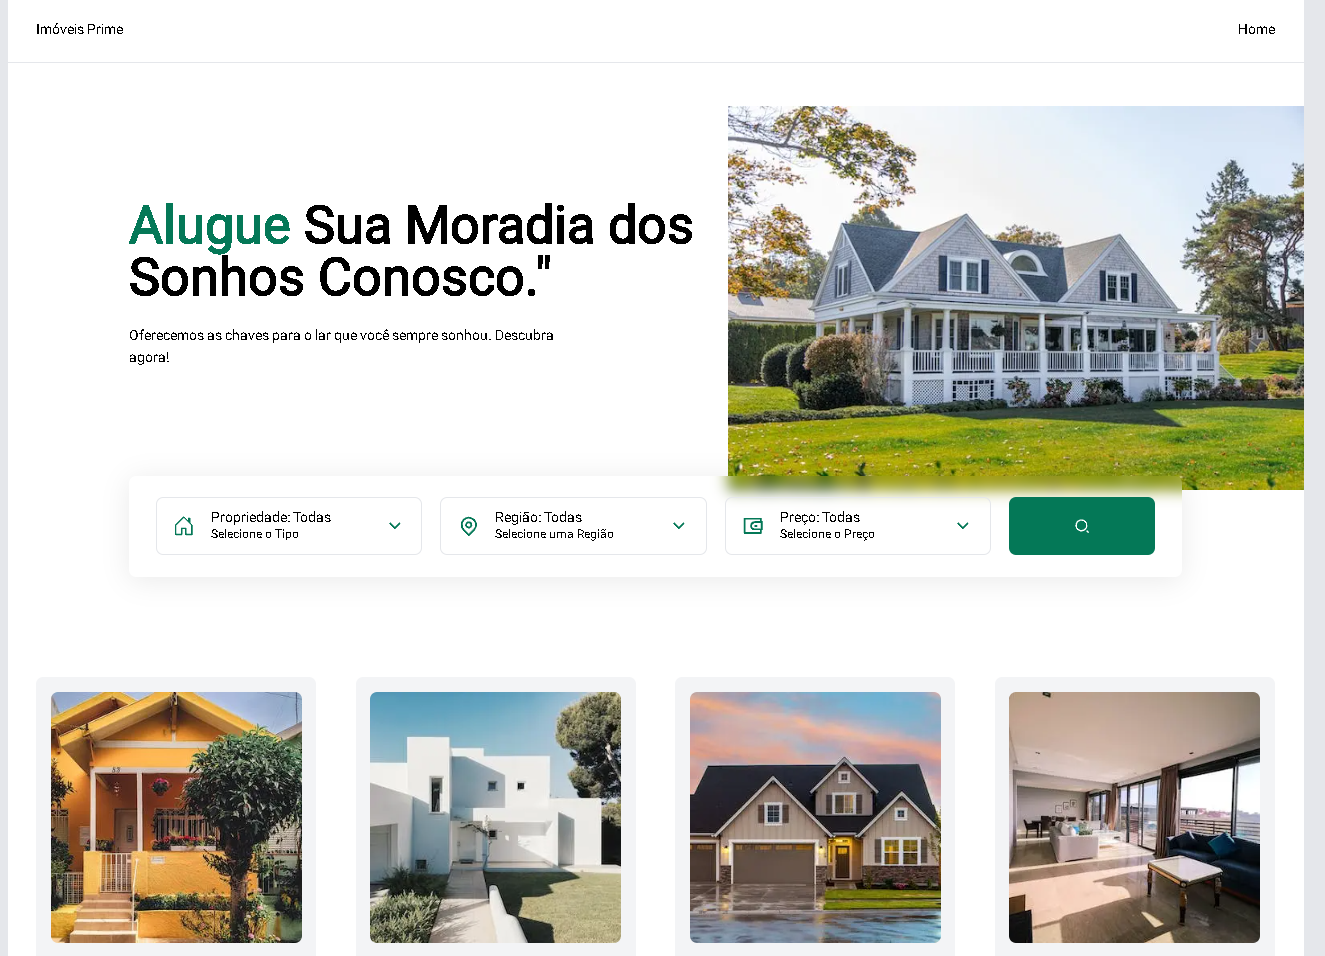 Imóveis Prime
Home
Alugue Sua Moradia dos
Sonhos Conosco."
Oferecemos as chaves para o lar que você sempre sonhou. Descubra
agora!
Propriedade: Todas
Selecione o Tipo
Região: Todas
Selecione uma Região
Preço: Todas
Selecione o Preço